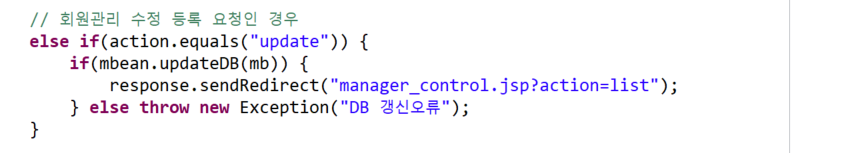 // 회원관리 수정 등록 요청인 경우
else if(action.equals("update")) {
    if(mbean.updateDB(mb)) {
        response.sendRedirect("manager_control.jsp?action=list");
    } else throw new Exception("DB 갱신오류");
}